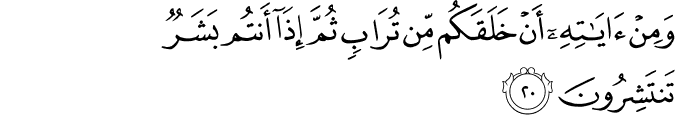 وَمِنْ ءَايَـٰتِهِۦٓ أَنْ خَلَقَكُم مِّن تُرَابٍ ثُمَّ إِذَآ أَنتُم بَشَرٌ
تَنتَشِرُونَ ٢٠